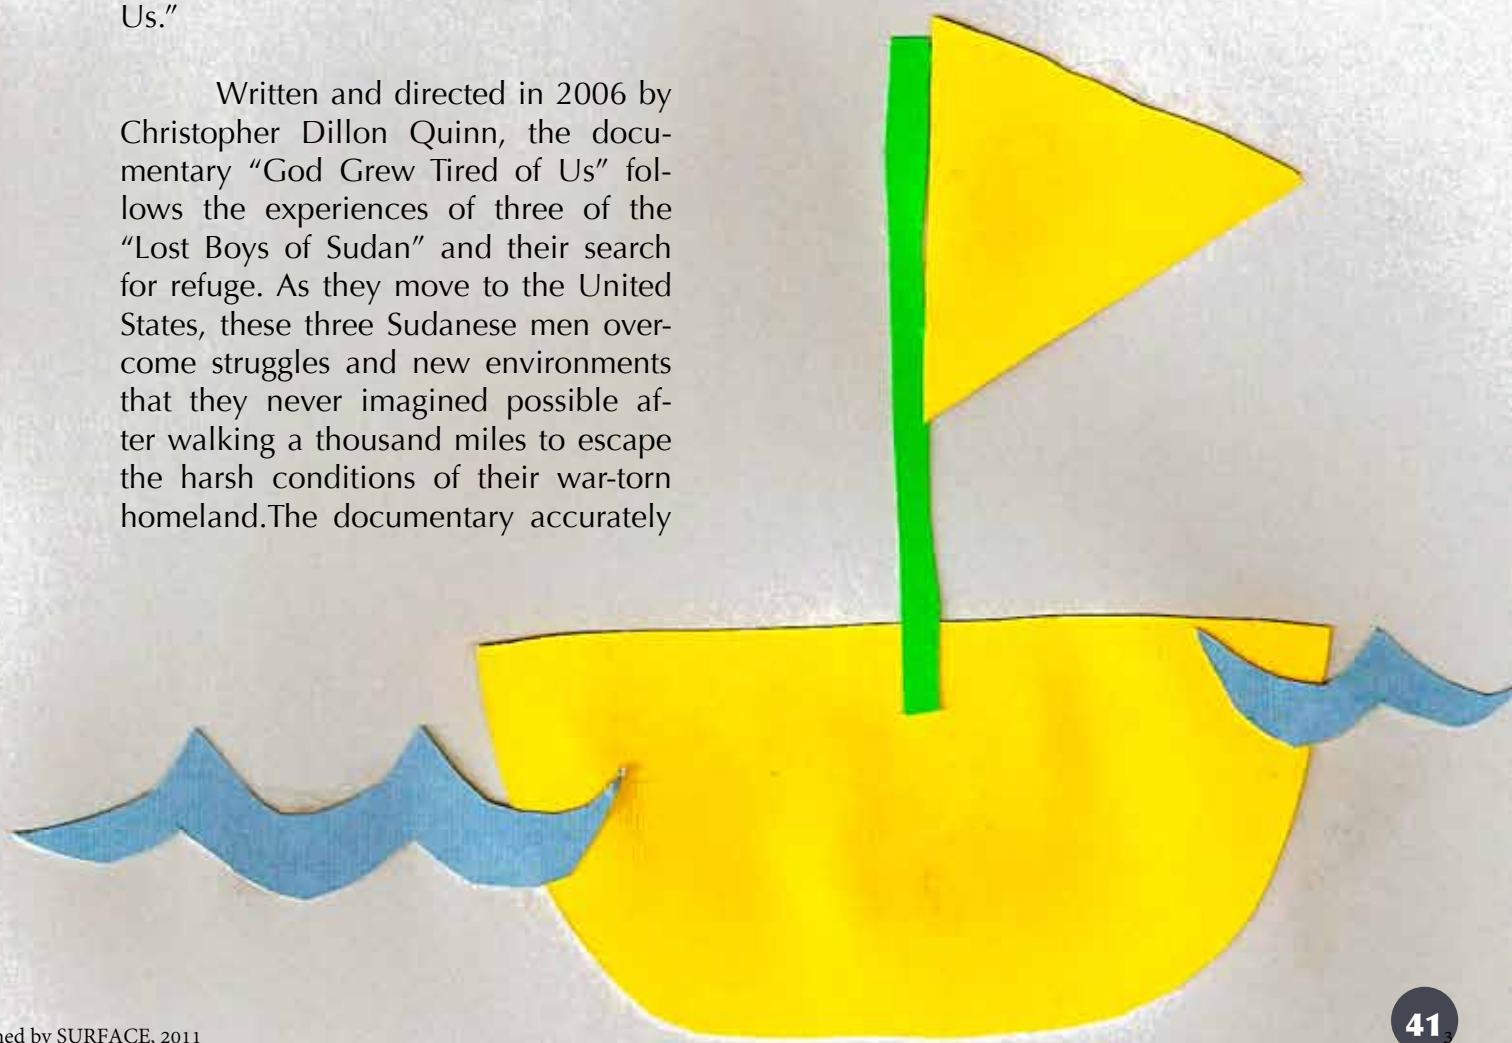 Us.”
Written and directed in 2006 by
Christopher Dillon Quinn, the docu-
mentary “God Grew Tired of Us” fol-
lows the experiences of three of the
“Lost Boys of Sudan” and their search
for refuge. As they move to the United
States, these three Sudanese men over-
come struggles and new environments
that they never imagined possible af-
ter walking a thousand miles to escape
the harsh conditions of their war-torn
homeland.The documentary accurately
by SURFACE, 2011
41
3